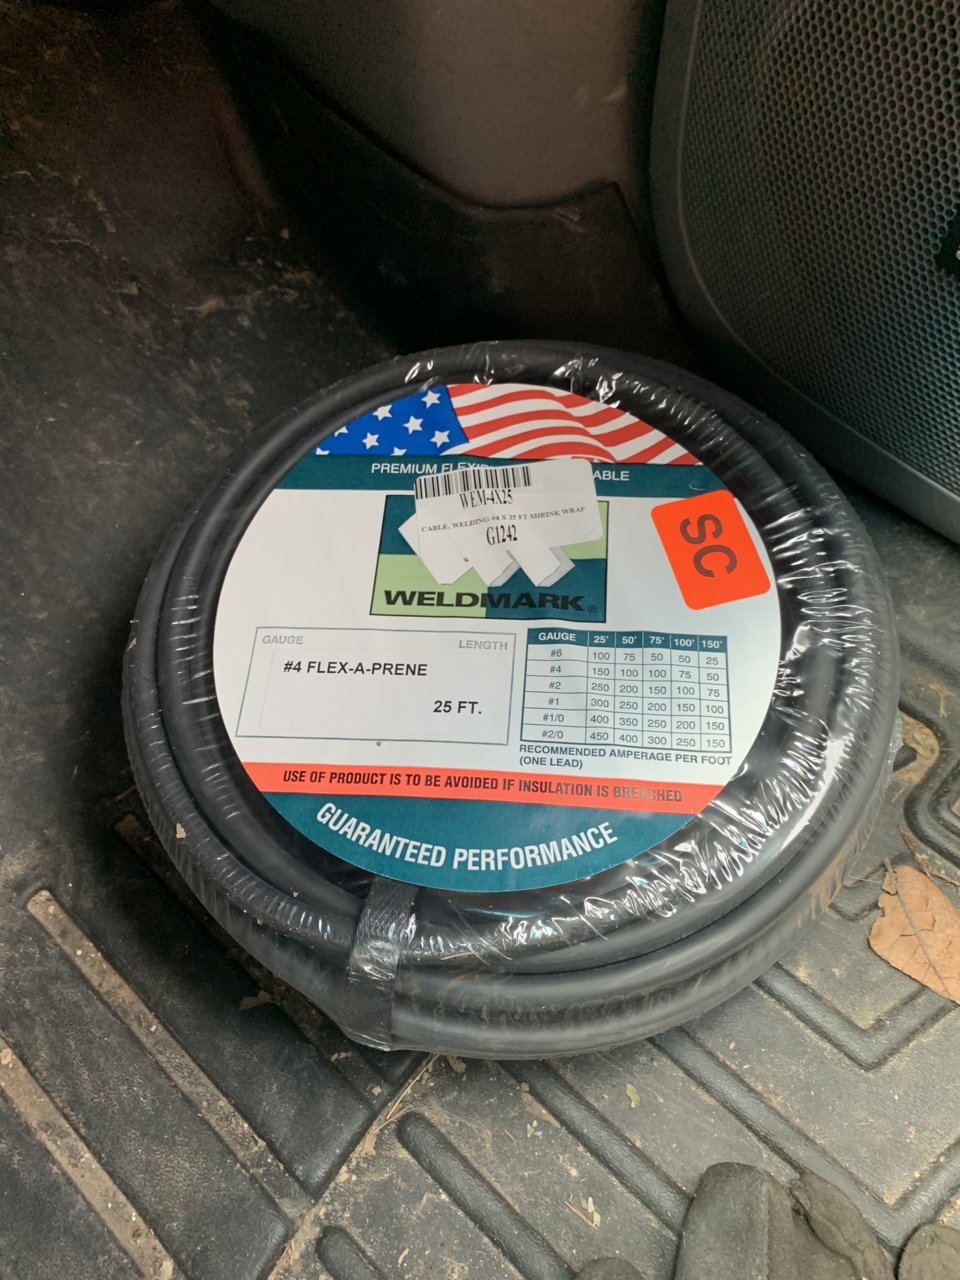 PREMIUM ABLE
WEM-4X25
CABLE, WELDING #4 X 25 FT SHRINK WRAP
G1242
SC
WELDMARK®
GAUGE LENGTH
#4 FLEX-A-PRENE
25 FT.
GAUGE 25' 50' 75' 100' 150'
#6 100 75 50 50 25
#4 150 100 100 75 50
#2 250 200 150 100 75
#1 300 250 200 150 100
#1/0 400 350 250 200 150
#2/0 450 400 300 250 150
RECOMMENDED AMPERAGE PER FOOT
(ONE LEAD)
USE OF PRODUCT IS TO BE AVOIDED IF INSULATION IS BREACHED
GUARANTEED PERFORMANCE